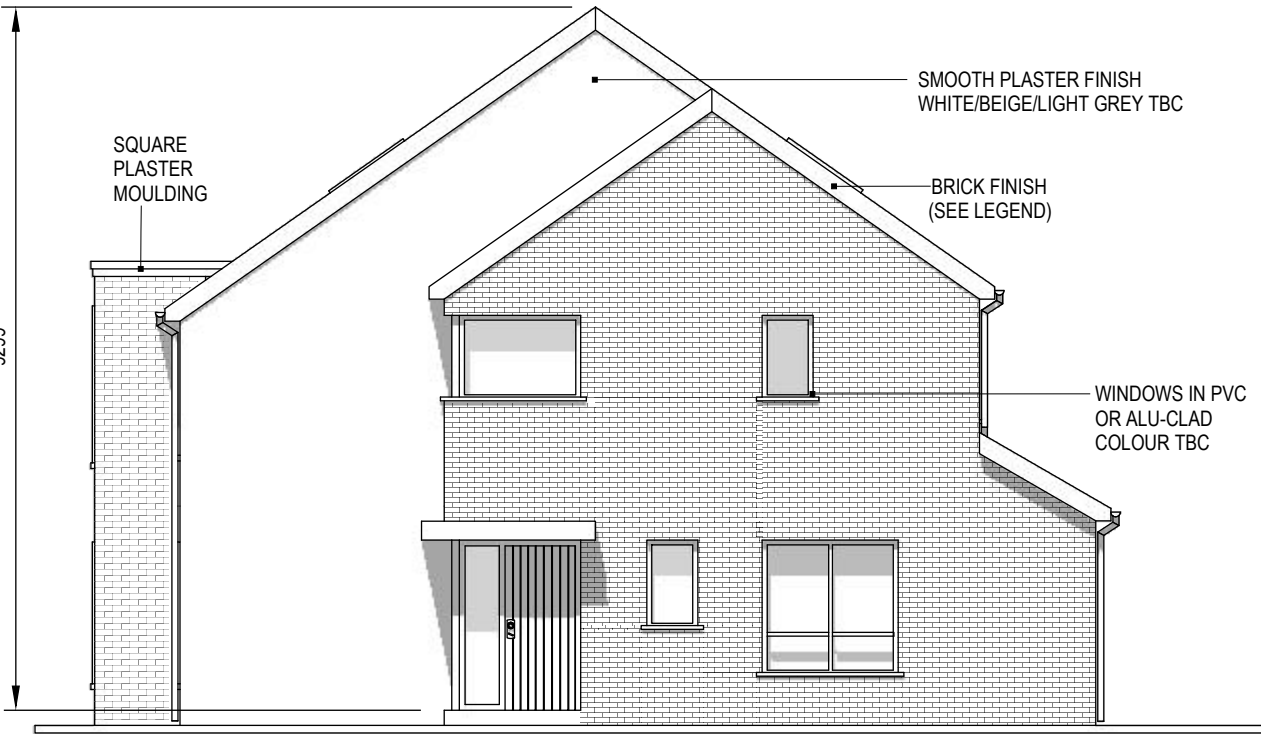 SMOOTH PLASTER FINISH
WHITE/BEIGE/LIGHT GREY TBC
SQUARE
PLASTER
MOULDING
BRICK FINISH
(SEE LEGEND)
WINDOWS IN PVC
OR ALU-CLAD
COLOUR TBC